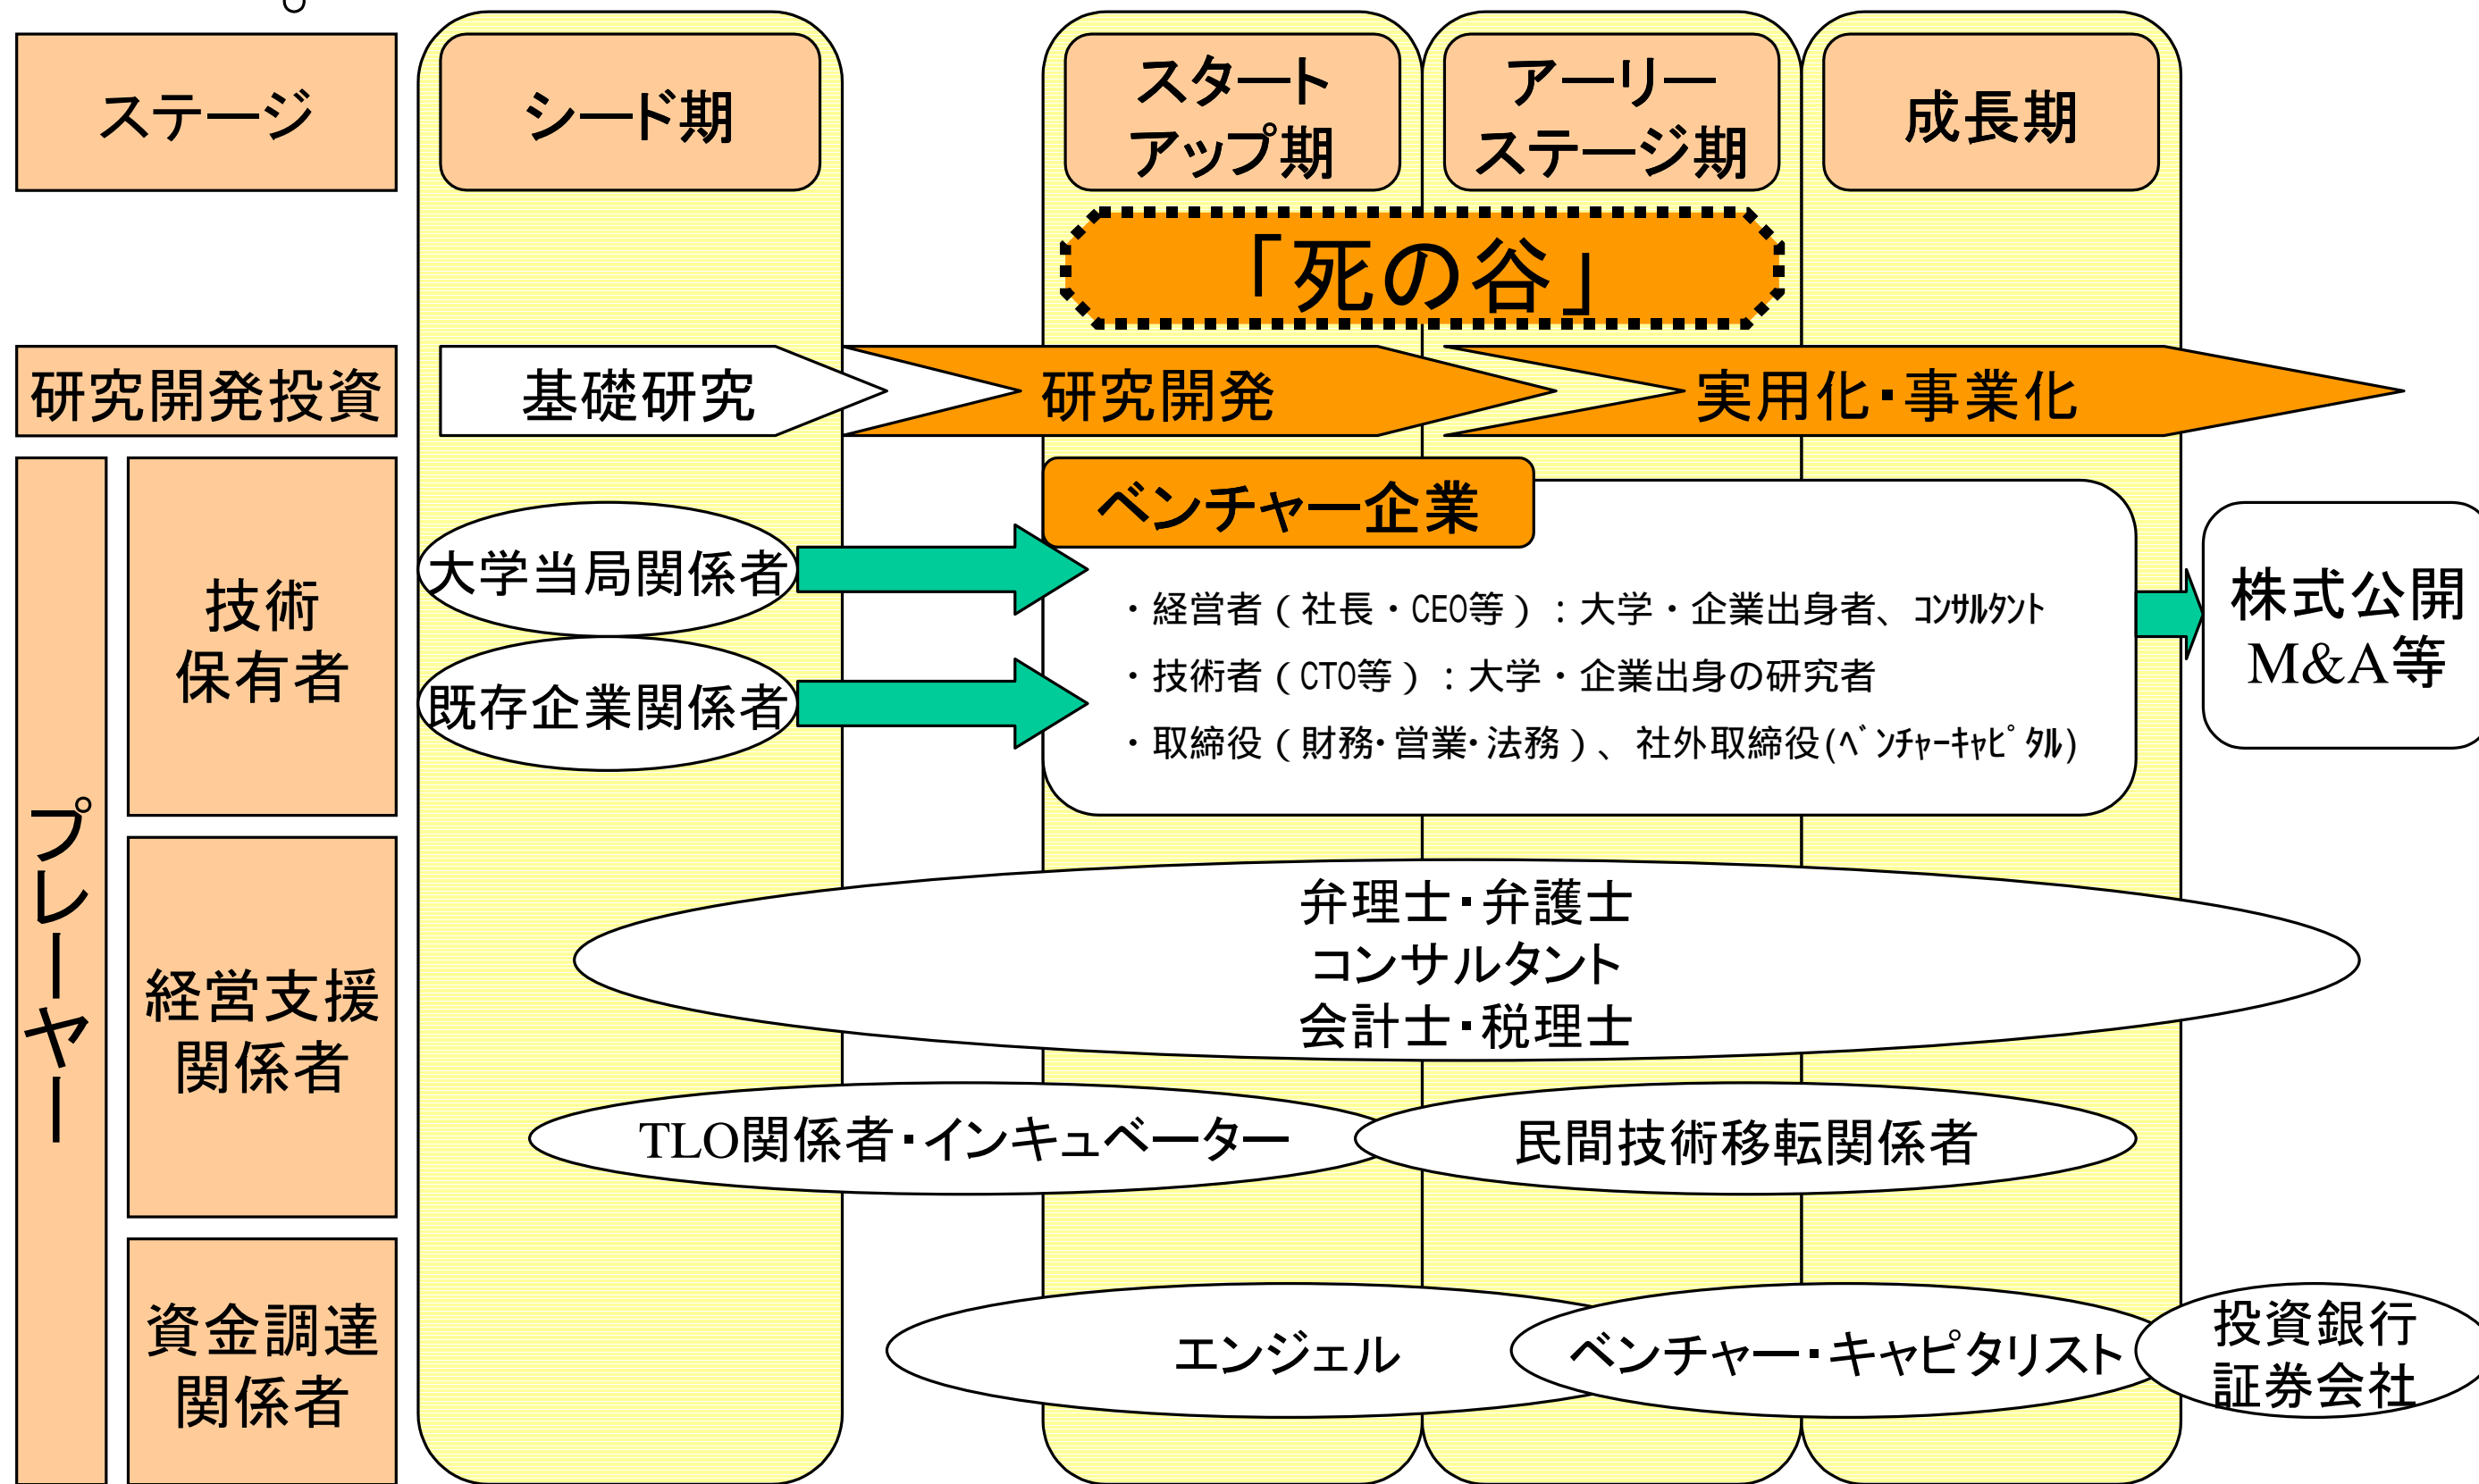 。
ステージ
シード期
スタート
アップ期
アーリー
ステージ期
成長期
「死の谷」
研究開発投資
基礎研究
研究開発
実用化・事業化
プレーヤー
技術
保有者
大学当局関係者
既存企業関係者
ベンチャー企業
・経営者（社長・CEO等）：大学・企業出身者、ｺﾝｻﾙﾀﾝﾄ
・技術者（CTO等）：大学・企業出身の研究者
・取締役（財務・営業・法務）、社外取締役(ﾍﾞﾝﾁｬｰｷｬﾋﾟﾀﾙ)
株式公開
M&A等
経営支援
関係者
弁理士・弁護士
コンサルタント
会計士・税理士
TLO関係者・インキュベーター
民間技術移転関係者
資金調達
関係者
エンジェル
ベンチャー・キャピタリスト
投資銀行
証券会社